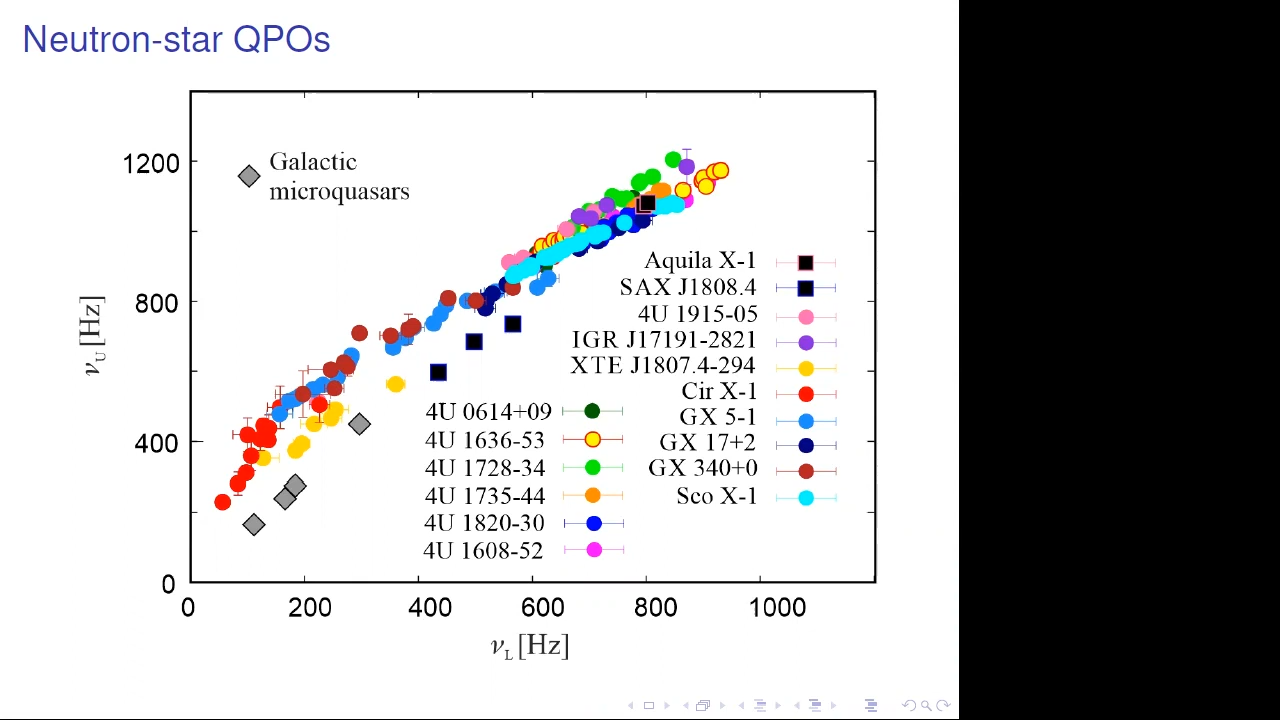 Neutron-star QPOs
Galactic
microquasars
1200
800
400
0
ν_U [Hz]
Aquila X-1
SAX J1808.4
4U 1915-05
IGR J17191-2821
XTE J1807.4-294
Cir X-1
GX 5-1
GX 17+2
GX 340+0
Sco X-1
4U 0614+09
4U 1636-53
4U 1728-34
4U 1735-44
4U 1820-30
4U 1608-52
0 200 400 600 800 1000
ν_L [Hz]